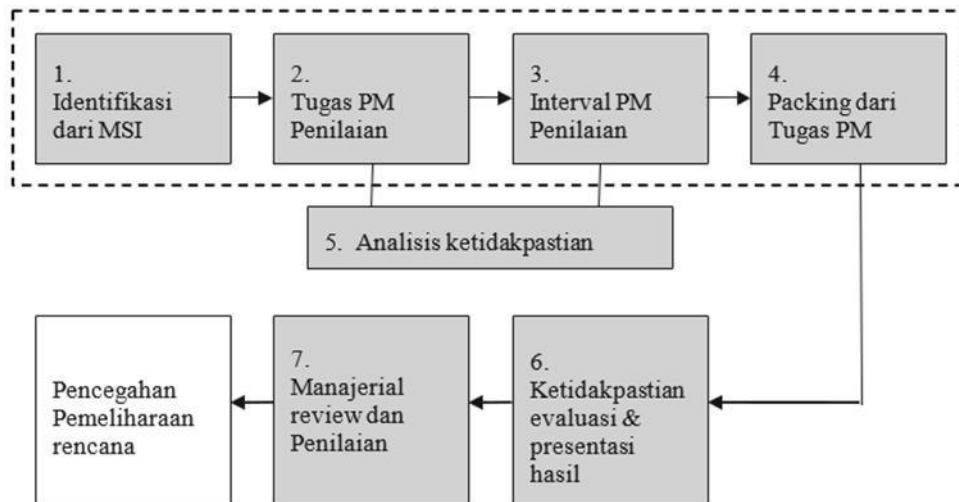 1.
Identifikasi
dari MSI
2.
Tugas PM
Penilaian
3.
Interval PM
Penilaian
4.
Packing dari
Tugas PM
5. Analisis ketidakpastian
Pencegahan
Pemeliharaan
rencana
7.
Manajerial
review dan
Penilaian
6.
Ketidakpastian
evaluasi &
presentasi
hasil